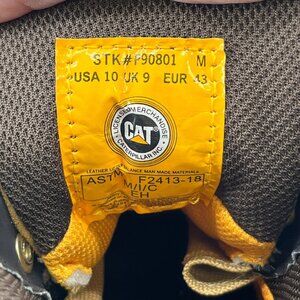 STK# P90801 M
USA 10 UK 9 EUR 43
LICENSED MERCHANDISE
CAT
CATERPILLAR INC.
LEATHER UPPER BALANCE MAN MADE MATERIALS
ASTM F2413-18
M/I/C
EH